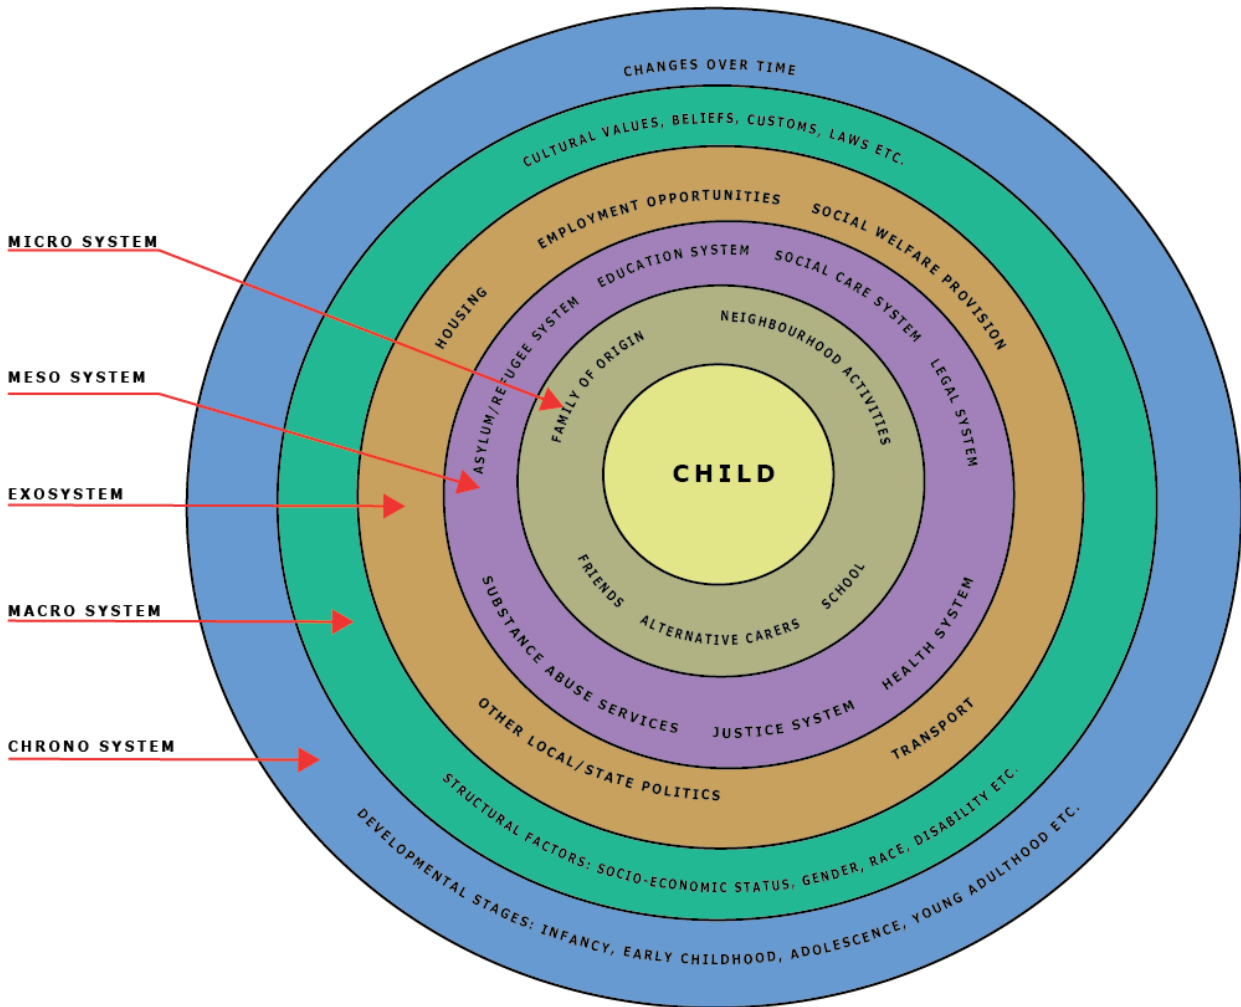 CHANGES OVER TIME
CULTURAL VALUES, BELIEFS, CUSTOMS, LAWS ETC.
EMPLOYMENT OPPORTUNITIES
SOCIAL WELFARE PROVISION
HOUSING
EDUCATION SYSTEM
SOCIAL CARE SYSTEM
ASYLUM/REFUGEE SYSTEM
LEGAL SYSTEM
FAMILY OF ORIGIN
NEIGHBOURHOOD ACTIVITIES
CHILD
FRIENDS
ALTERNATIVE CARERS
SCHOOL
SUBSTANCE ABUSE SERVICES
JUSTICE SYSTEM
HEALTH SYSTEM
OTHER LOCAL/STATE POLITICS
TRANSPORT
STRUCTURAL FACTORS: SOCIO-ECONOMIC STATUS, GENDER, RACE, DISABILITY ETC.
DEVELOPMENTAL STAGES: INFANCY, EARLY CHILDHOOD, ADOLESCENCE, YOUNG ADULTHOOD ETC.
MICRO SYSTEM
MESO SYSTEM
EXOSYSTEM
MACRO SYSTEM
CHRONO SYSTEM